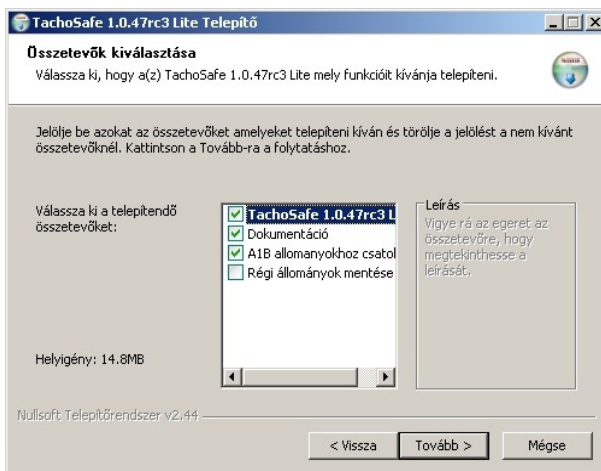 TachoSafe 1.0.47rc3 Lite Telepítő
Összetevők kiválasztása
Válassza ki, hogy a(z) TachoSafe 1.0.47rc3 Lite mely funkcióit kívánja telepíteni.
Jelölje be azokat az összetevőket amelyeket telepíteni kíván és törölje a jelölést a nem kívánt
összetevőknél. Kattintson a Tovább-ra a folytatáshoz.
Válassza ki a telepítendő
összetevőket:
TachoSafe 1.0.47rc3 L
Dokumentáció
A1B allomanyokhoz csatol
Régi állományok mentése
Leírás
Vigye rá az egeret az
összetevőre, hogy
megtekinthesse a
leírását.
Helyigény: 14.8MB
Nullsoft Telepítőrendszer v2.44
< Vissza
Tovább >
Mégse